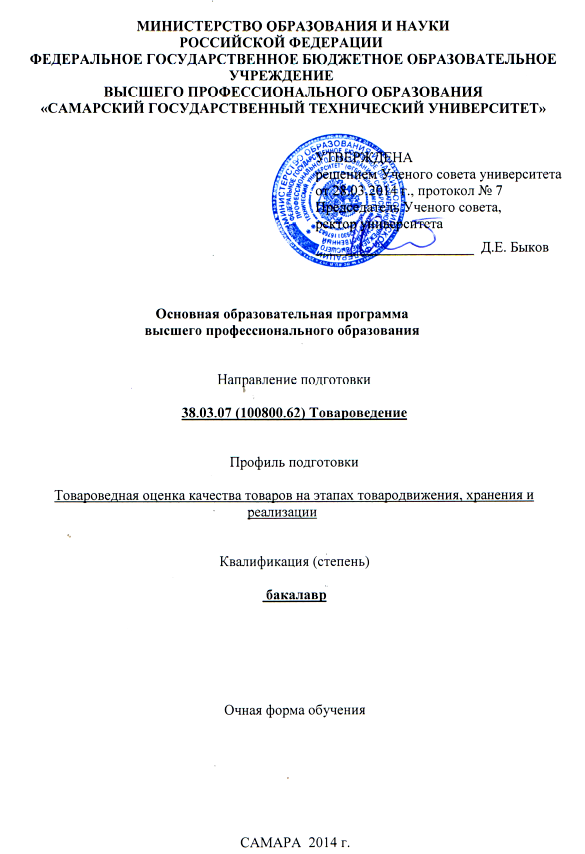 МИНИСТЕРСТВО ОБРАЗОВАНИЯ И НАУКИ
РОССИЙСКОЙ ФЕДЕРАЦИИ
ФЕДЕРАЛЬНОЕ ГОСУДАРСТВЕННОЕ БЮДЖЕТНОЕ ОБРАЗОВАТЕЛЬНОЕ
УЧРЕЖДЕНИЕ
ВЫСШЕГО ПРОФЕССИОНАЛЬНОГО ОБРАЗОВАНИЯ
«САМАРСКИЙ ГОСУДАРСТВЕННЫЙ ТЕХНИЧЕСКИЙ УНИВЕРСИТЕТ»
УТВЕРЖДЕНА
решением Ученого совета университета
от 28.03.2014 г., протокол № 7
Председатель Ученого совета,
ректор университета
Д.Е. Быков
Основная образовательная программа
высшего профессионального образования
Направление подготовки
38.03.07 (100800.62) Товароведение
Профиль подготовки
Товароведная оценка качества товаров на этапах товародвижения, хранения и
реализации
Квалификация (степень)
бакалавр
Очная форма обучения
САМАРА 2014 г.